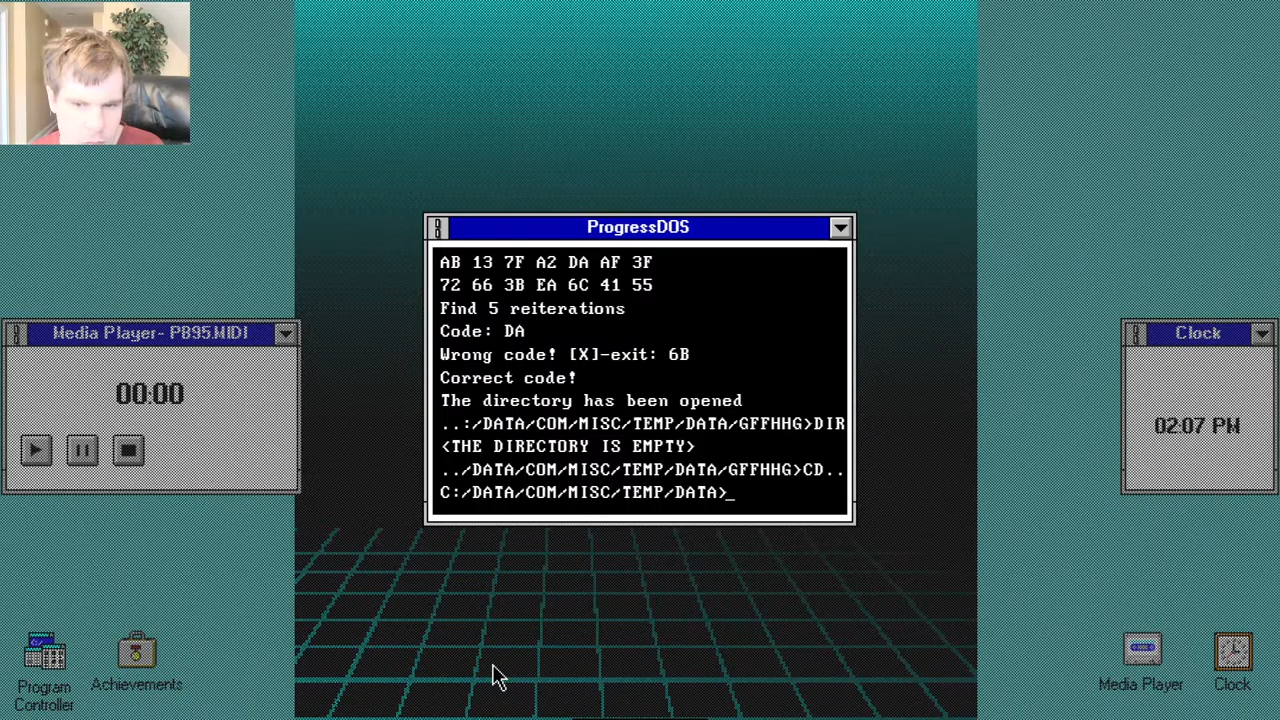 ProgressDOS
AB 13 7F A2 DA AF 3F
72 66 3B EA 6C 41 55
Find 5 reiterations
Code: DA
Wrong code! [X]-exit: 6B
Correct code!
The directory has been opened
..:/DATA/COM/MISC/TEMP/DATA/GFFHHG>DIR
<THE DIRECTORY IS EMPTY>
../DATA/COM/MISC/TEMP/DATA/GFFHHG>CD..
C:/DATA/COM/MISC/TEMP/DATA>_
Media Player- PB95.MIDI
00:00
Clock
02:07 PM
Program
Controller
Achievements
Media Player
Clock